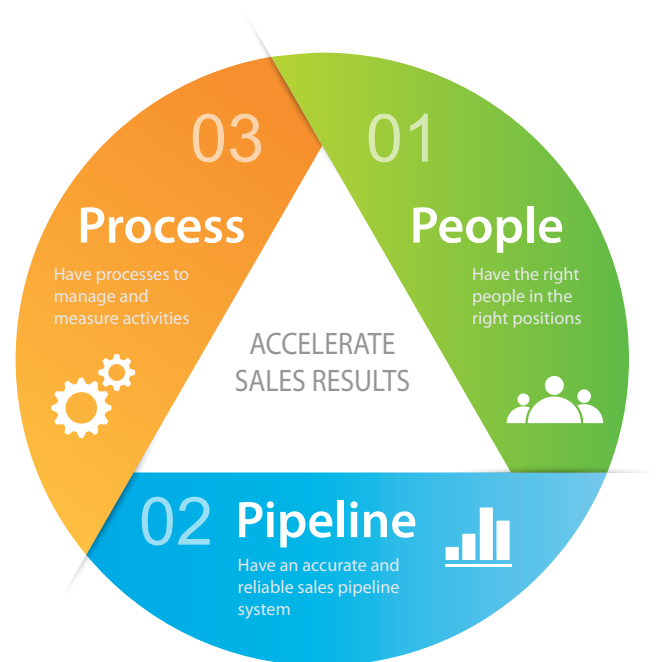 01
People
Have the right
people in the
right positions
02
Pipeline
Have an accurate and
reliable sales pipeline
system
03
Process
Have processes to
manage and
measure activities
ACCELERATE
SALES RESULTS